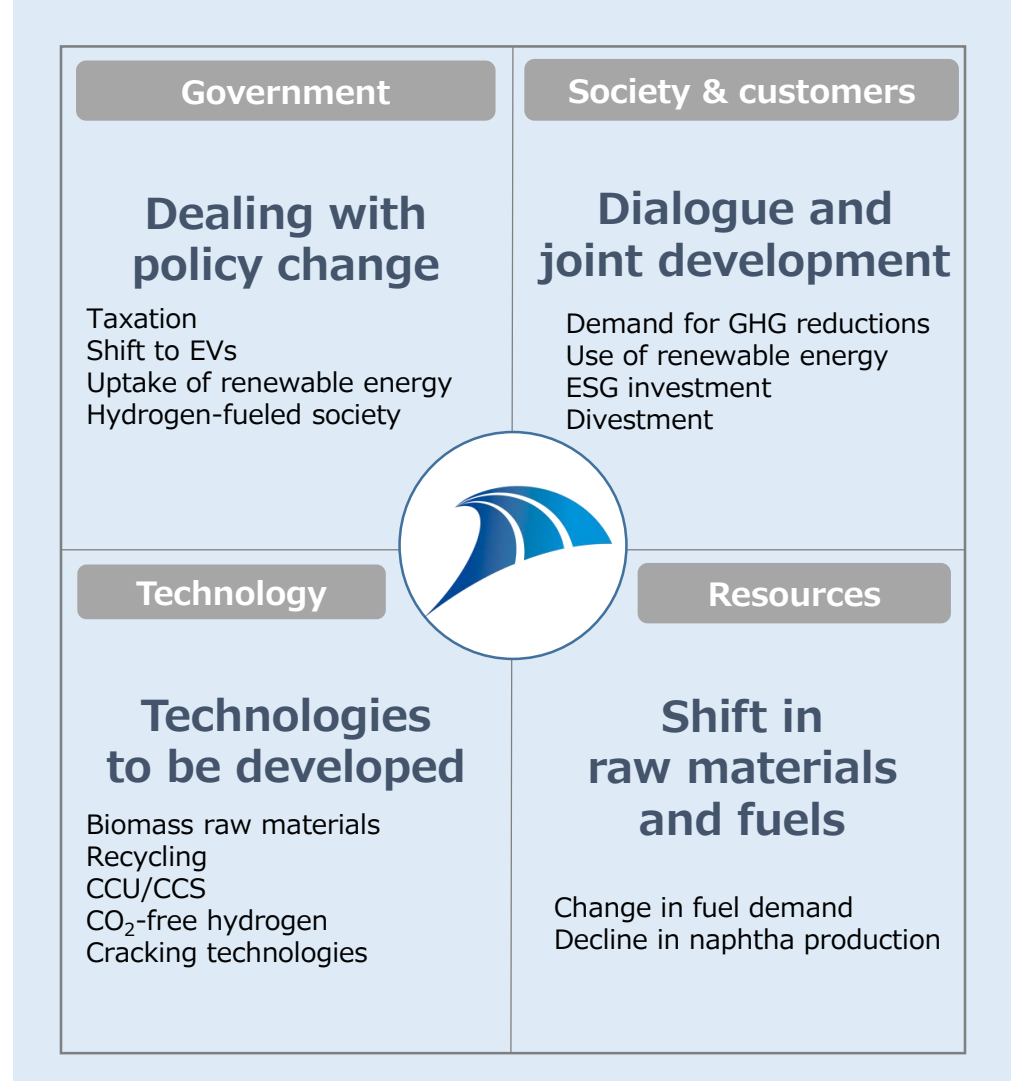 Government
Dealing with
policy change
Taxation
Shift to EVs
Uptake of renewable energy
Hydrogen-fueled society
Society & customers
Dialogue and
joint development
Demand for GHG reductions
Use of renewable energy
ESG investment
Divestment
Technology
Technologies
to be developed
Biomass raw materials
Recycling
CCU/CCS
CO₂-free hydrogen
Cracking technologies
Resources
Shift in
raw materials
and fuels
Change in fuel demand
Decline in naphtha production